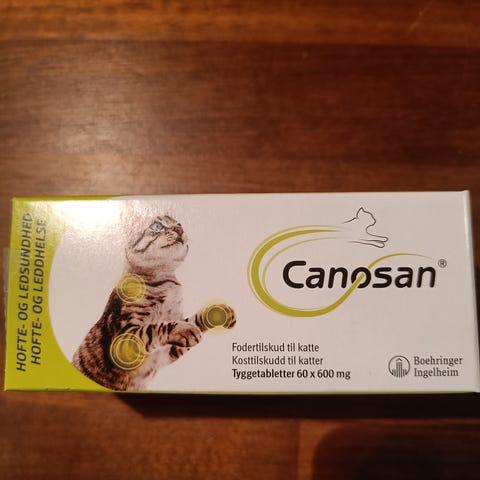 HOFTE- OG LEDSUNDHED
HOFTE- OG LEDDHELSE
Canosan®
Fodertilskud til katte
Kosttilskudd til katter
Tyggetabletter 60 x 600 mg
Boehringer
Ingelheim